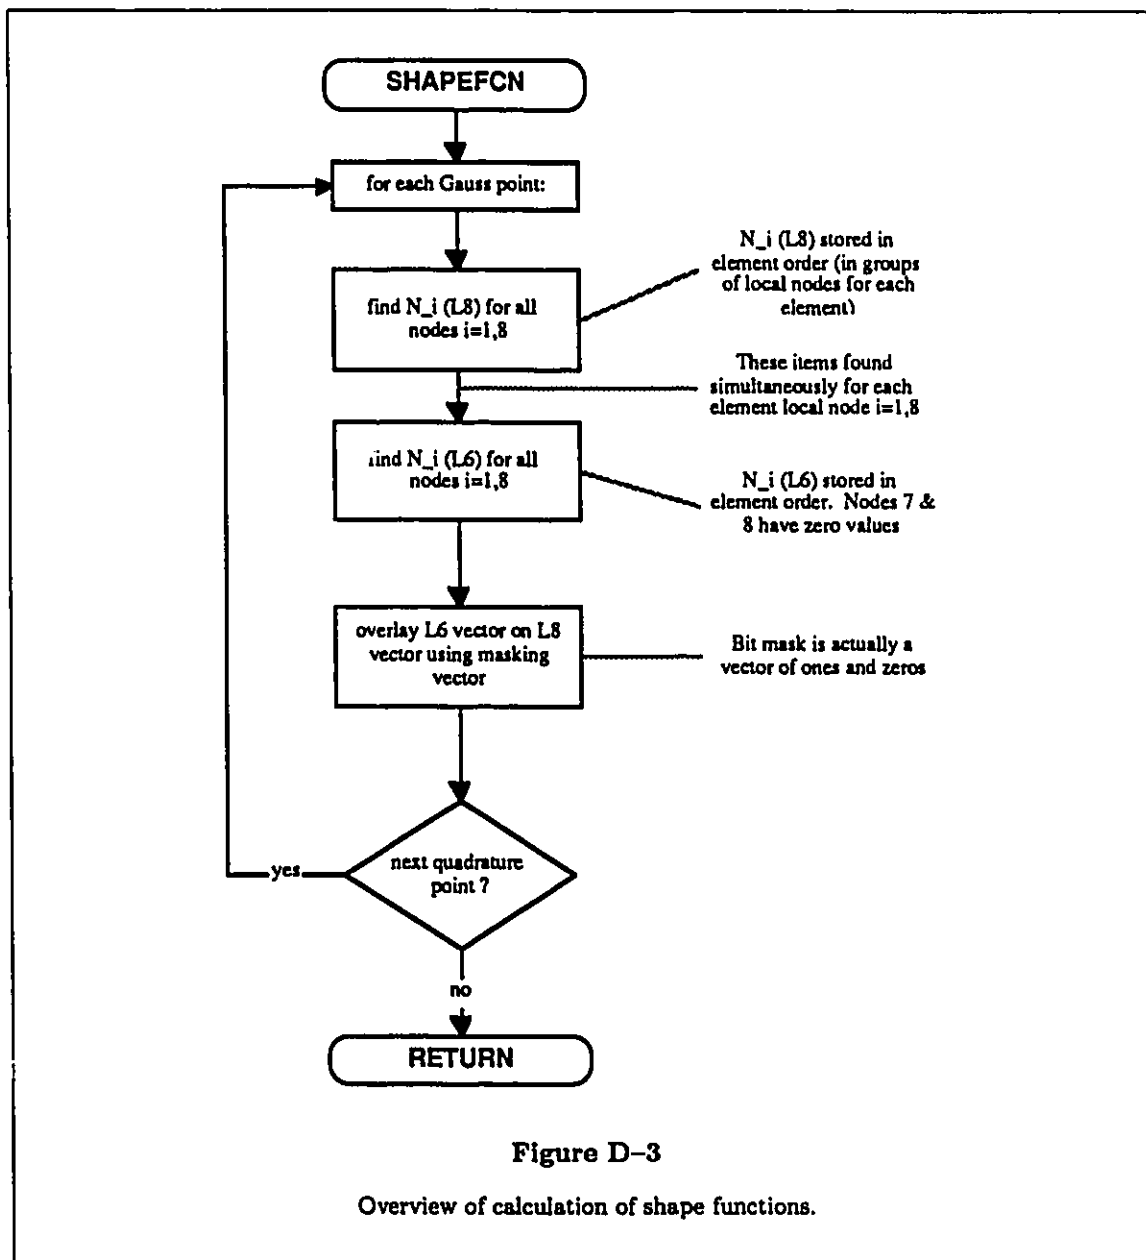 SHAPEFCN
for each Gauss point:
N_i (L8) stored in
element order (in groups
of local nodes for each
element)
find N_i (L8) for all
nodes i=1,8
These items found
simultaneously for each
element local node i=1,8
find N_i (L6) for all
nodes i=1,8
N_i (L6) stored in
element order. Nodes 7 &
8 have zero values
overlay L6 vector on L8
vector using masking
vector
Bit mask is actually a
vector of ones and zeros
next quadrature
point ?
yes
no
RETURN
Figure D–3
Overview of calculation of shape functions.